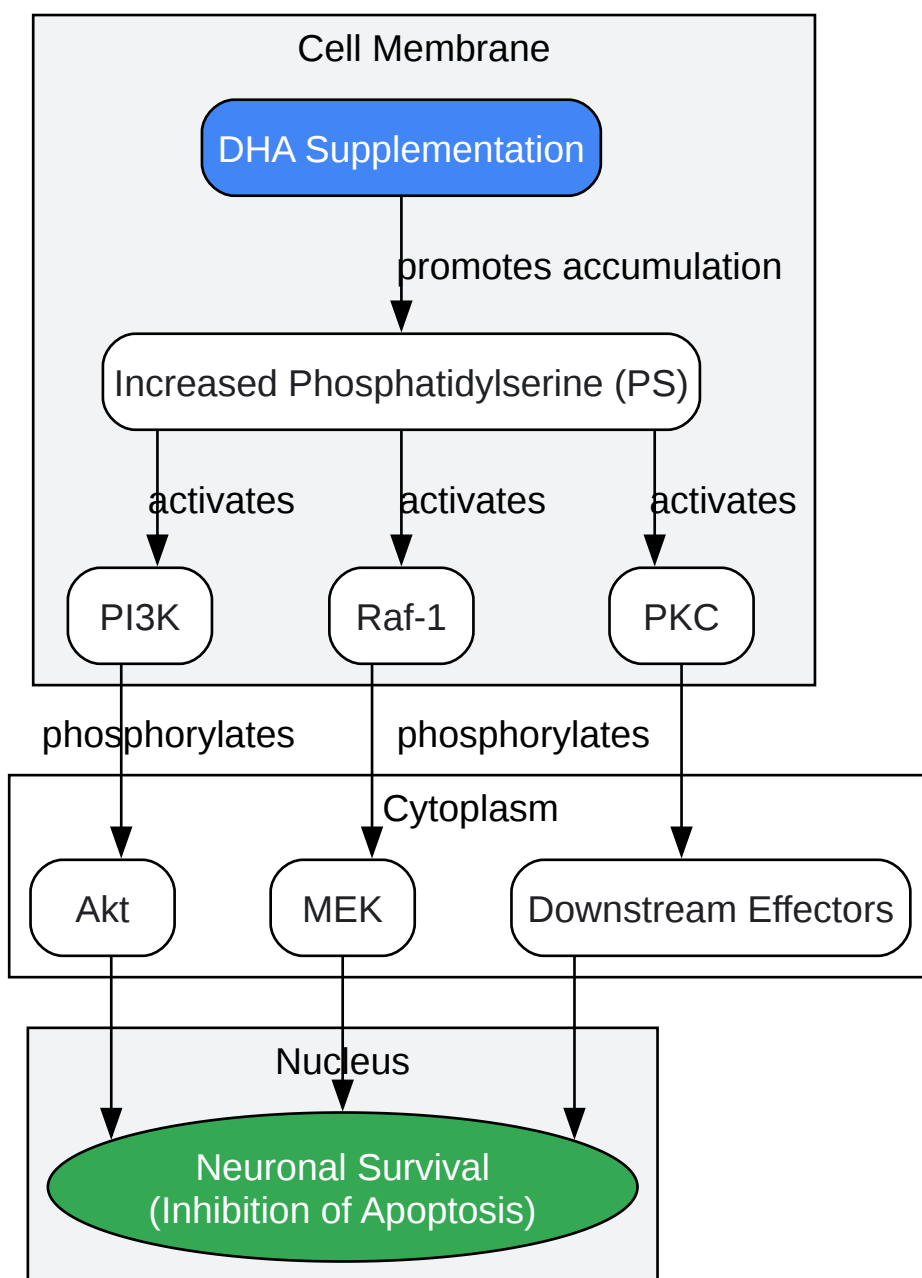 Cell Membrane
DHA Supplementation
promotes accumulation
Increased Phosphatidylserine (PS)
activates
activates
activates
PI3K
Raf-1
PKC
phosphorylates
phosphorylates
Cytoplasm
Akt
MEK
Downstream Effectors
Nucleus
Neuronal Survival
(Inhibition of Apoptosis)